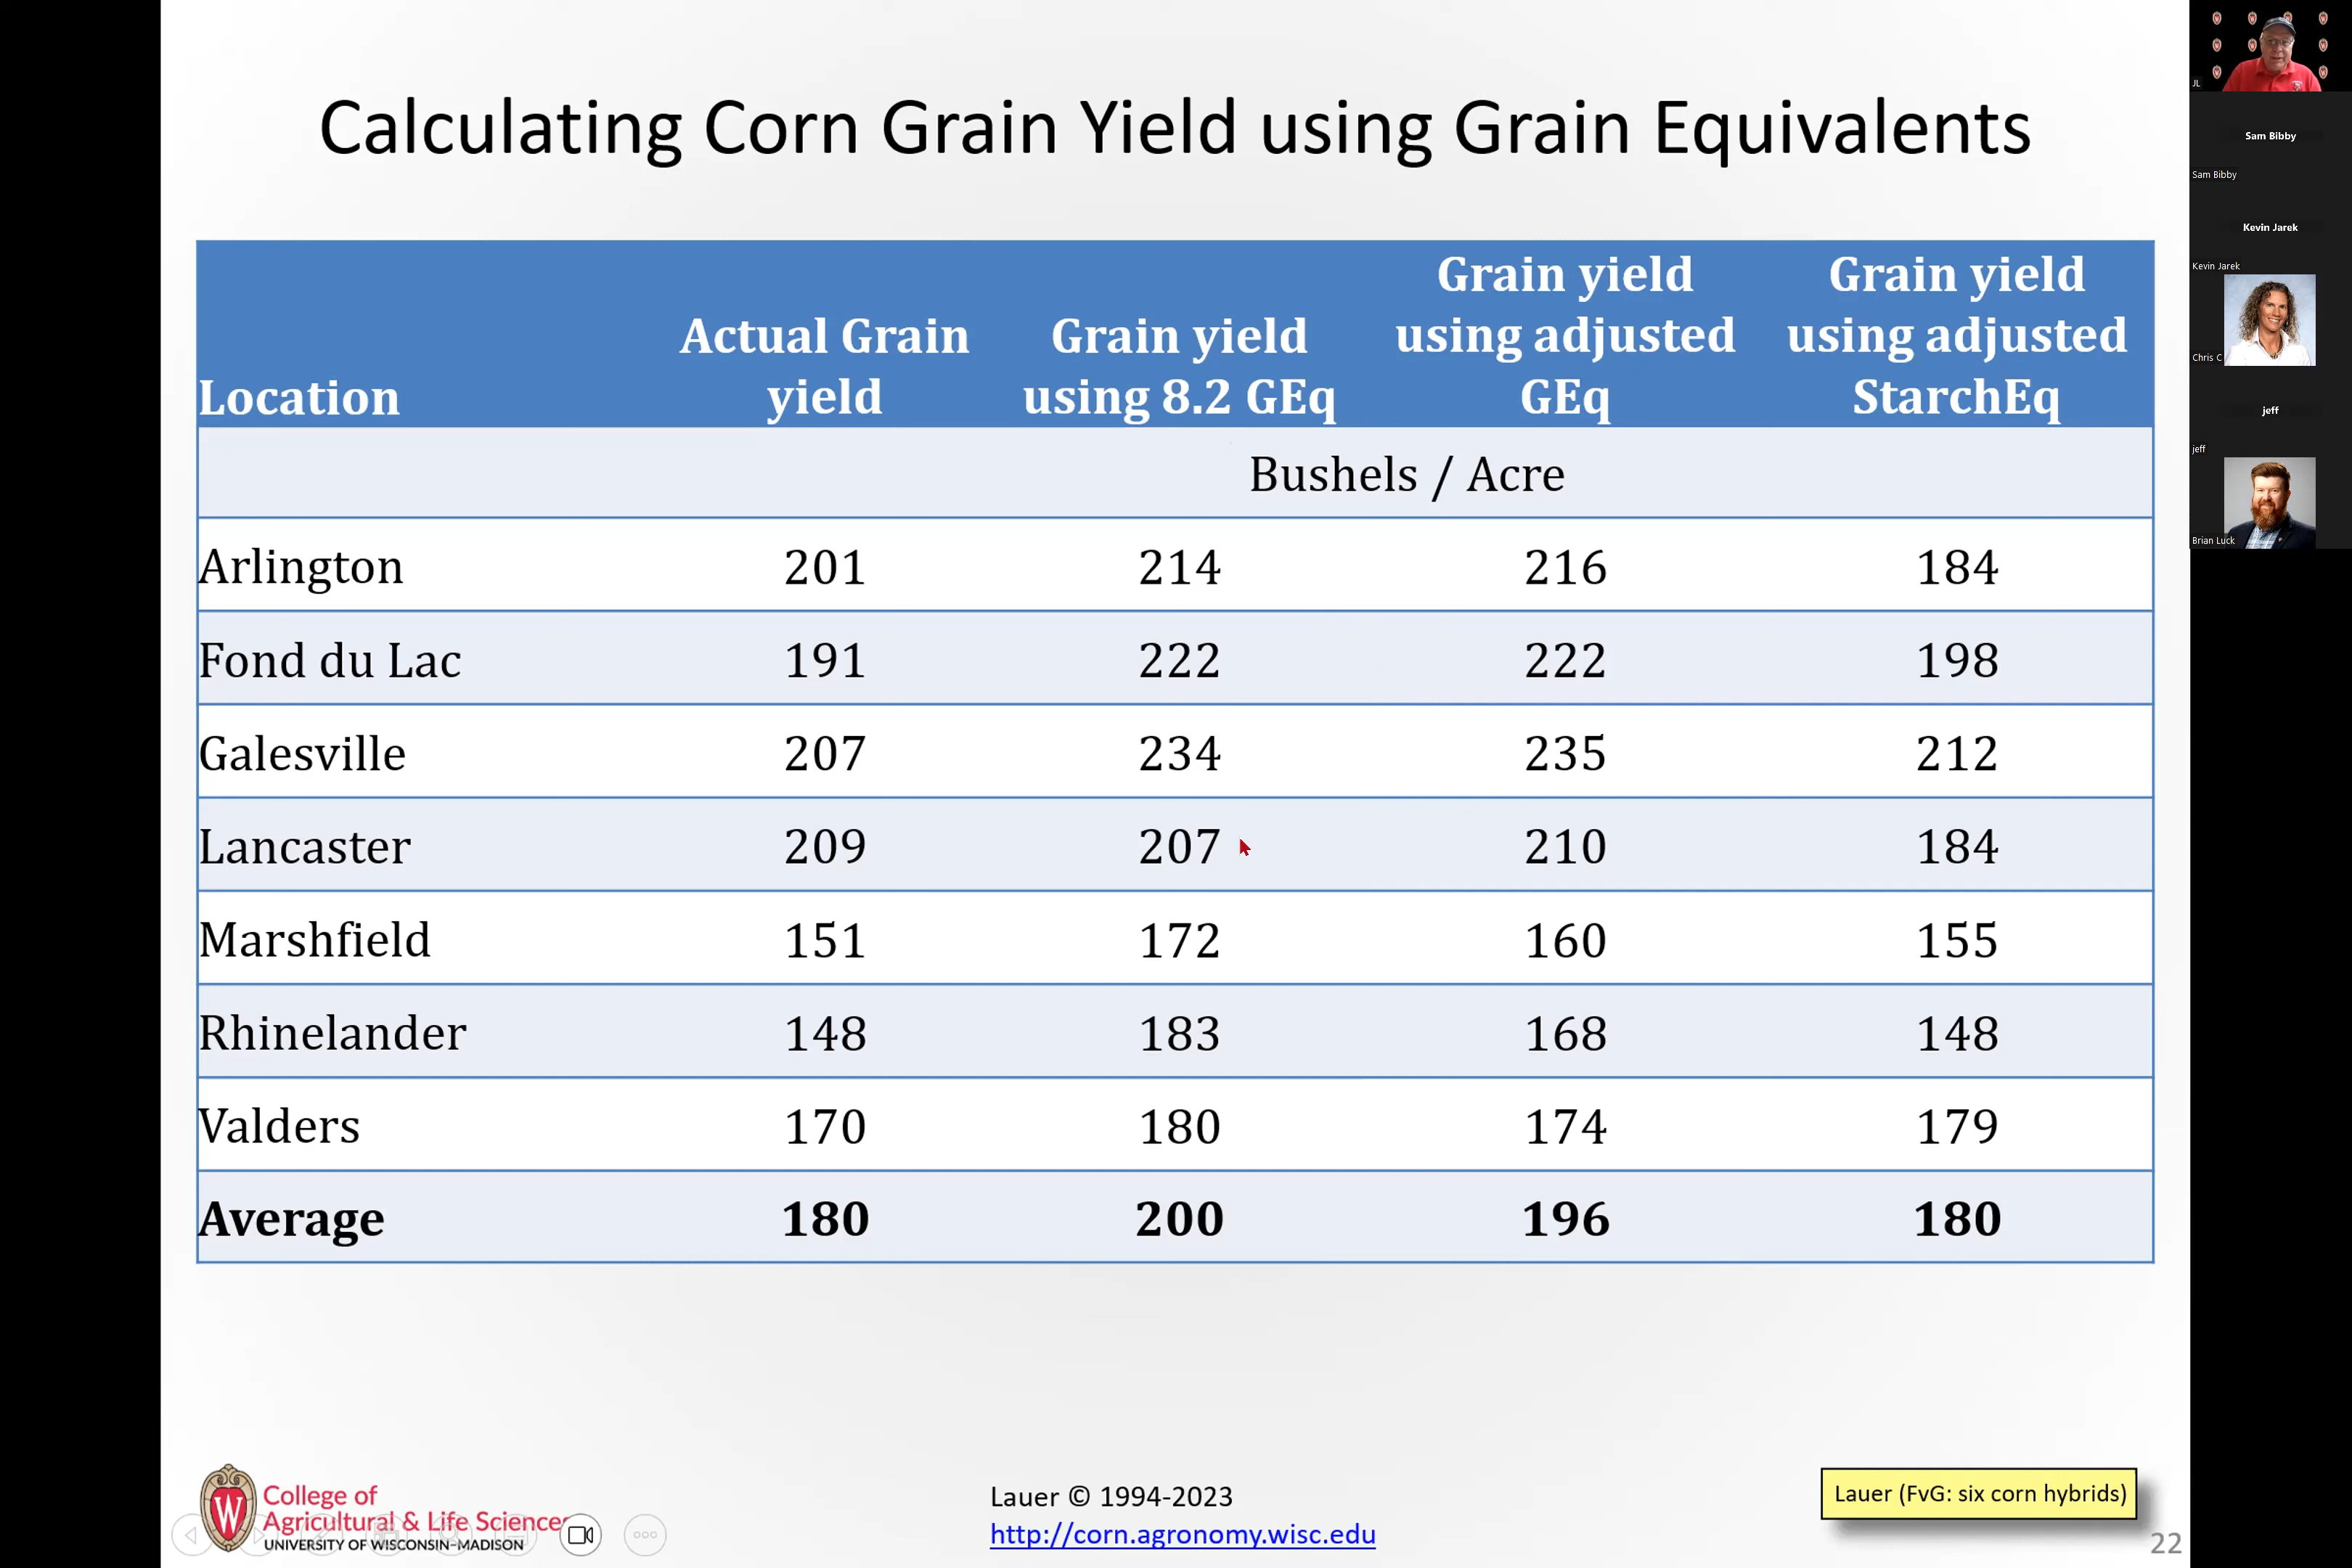 Calculating Corn Grain Yield using Grain Equivalents
Location
Actual Grain
yield
Grain yield
using 8.2 GEq
Grain yield
using adjusted
GEq
Grain yield
using adjusted
StarchEq
Bushels / Acre
Arlington 201 214 216 184
Fond du Lac 191 222 222 198
Galesville 207 234 235 212
Lancaster 209 207 210 184
Marshfield 151 172 160 155
Rhinelander 148 183 168 148
Valders 170 180 174 179
Average 180 200 196 180
W
College of
Agricultural & Life Sciences
UNIVERSITY OF WISCONSIN-MADISON
Lauer © 1994-2023
http://corn.agronomy.wisc.edu
Lauer (FvG: six corn hybrids)
22
JL
Sam Bibby
Sam Bibby
Kevin Jarek
Kevin Jarek
Chris C
jeff
jeff
Brian Luck